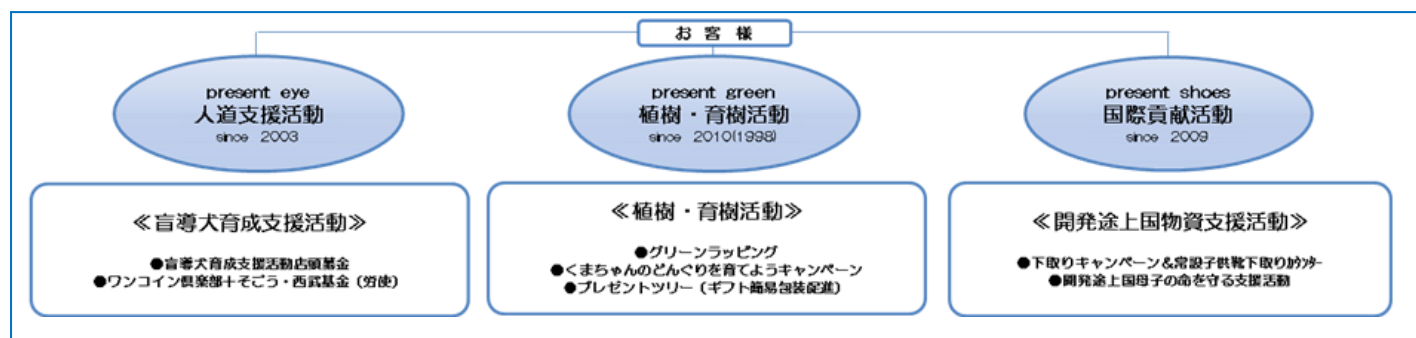 お 客 様
present eye
人道支援活動
since 2003
present green
植樹・育樹活動
since 2010(1998)
present shoes
国際貢献活動
since 2009
≪盲導犬育成支援活動≫
●盲導犬育成支援活動店頭募金
●ワンコイン倶楽部＋そごう・西武基金（労使）
≪植樹・育樹活動≫
●グリーンラッピング
●くまちゃんのどんぐりを育てようキャンペーン
●プレゼントツリー（ギフト簡易包装促進）
≪開発途上国物資支援活動≫
●下取りキャンペーン＆常設子供靴下取りｶｳﾝﾀｰ
●開発途上国母子の命を守る支援活動